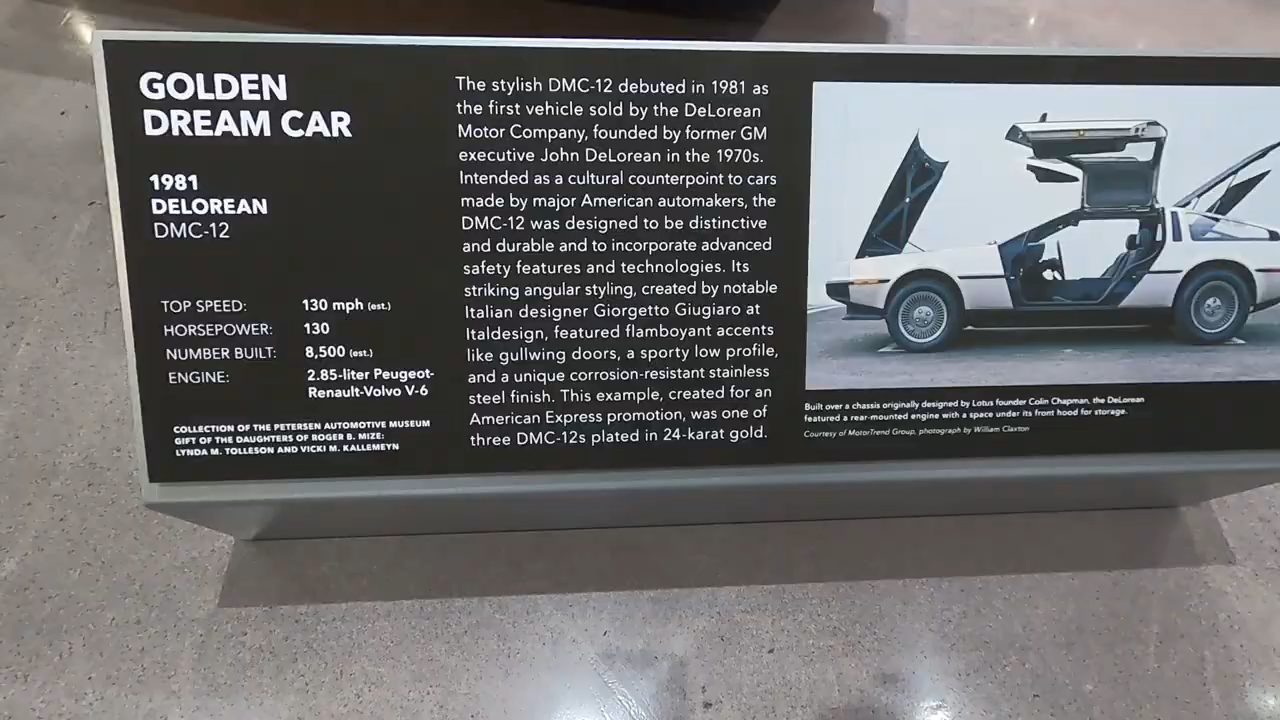 GOLDEN
DREAM CAR
1981
DELOREAN
DMC-12
TOP SPEED: 130 mph (est.)
HORSEPOWER: 130
NUMBER BUILT: 8,500 (est.)
ENGINE: 2.85-liter Peugeot-
Renault-Volvo V-6
COLLECTION OF THE PETERSEN AUTOMOTIVE MUSEUM
GIFT OF THE DAUGHTERS OF ROGER B. MIZE:
LYNDA M. TOLLESON AND VICKI M. KALLEMEYN
The stylish DMC-12 debuted in 1981 as
the first vehicle sold by the DeLorean
Motor Company, founded by former GM
executive John DeLorean in the 1970s.
Intended as a cultural counterpoint to cars
made by major American automakers, the
DMC-12 was designed to be distinctive
and durable and to incorporate advanced
safety features and technologies. Its
striking angular styling, created by notable
Italian designer Giorgetto Giugiaro at
Italdesign, featured flamboyant accents
like gullwing doors, a sporty low profile,
and a unique corrosion-resistant stainless
steel finish. This example, created for an
American Express promotion, was one of
three DMC-12s plated in 24-karat gold.
Built over a chassis originally designed by Lotus founder Colin Chapman, the DeLorean
featured a rear-mounted engine with a space under its front hood for storage.
Courtesy of MotorTrend Group, photograph by William Claxton